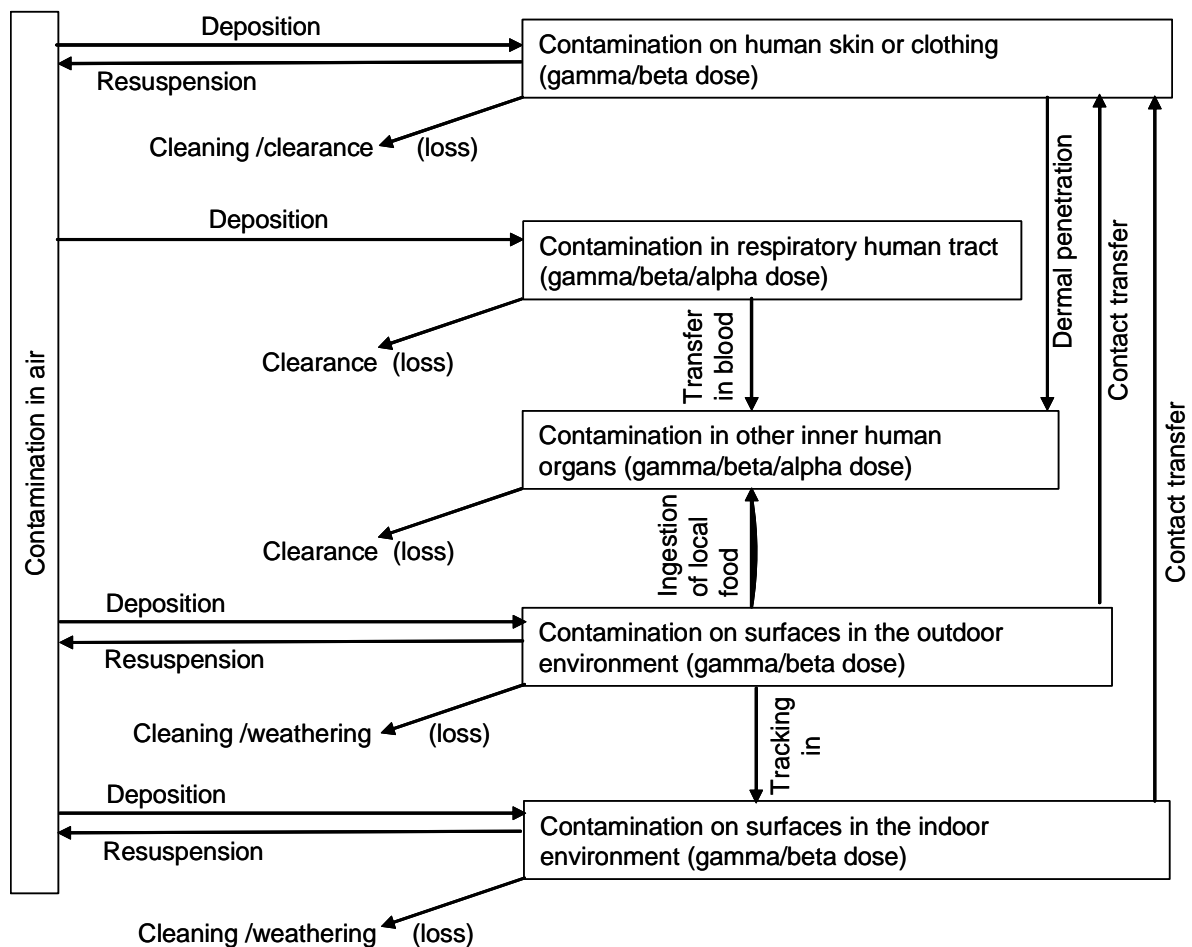 Contamination in air
Deposition
Resuspension
Contamination on human skin or clothing
(gamma/beta dose)
Cleaning /clearance (loss)
Deposition
Contamination in respiratory human tract
(gamma/beta/alpha dose)
Clearance (loss)
Transfer
in blood
Dermal penetration
Contact transfer
Contact transfer
Contamination in other inner human
organs (gamma/beta/alpha dose)
Clearance (loss)
Ingestion
of local
food
Deposition
Resuspension
Contamination on surfaces in the outdoor
environment (gamma/beta dose)
Cleaning /weathering (loss)
Tracking
in
Deposition
Resuspension
Contamination on surfaces in the indoor
environment (gamma/beta dose)
Cleaning /weathering (loss)